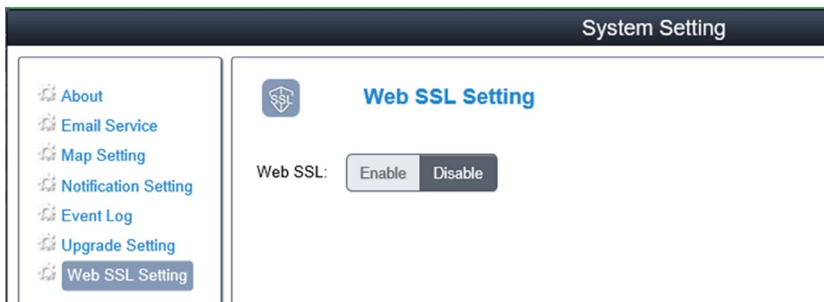 System Setting
About
Email Service
Map Setting
Notification Setting
Event Log
Upgrade Setting
Web SSL Setting
SSL
Web SSL Setting
Web SSL: Enable Disable